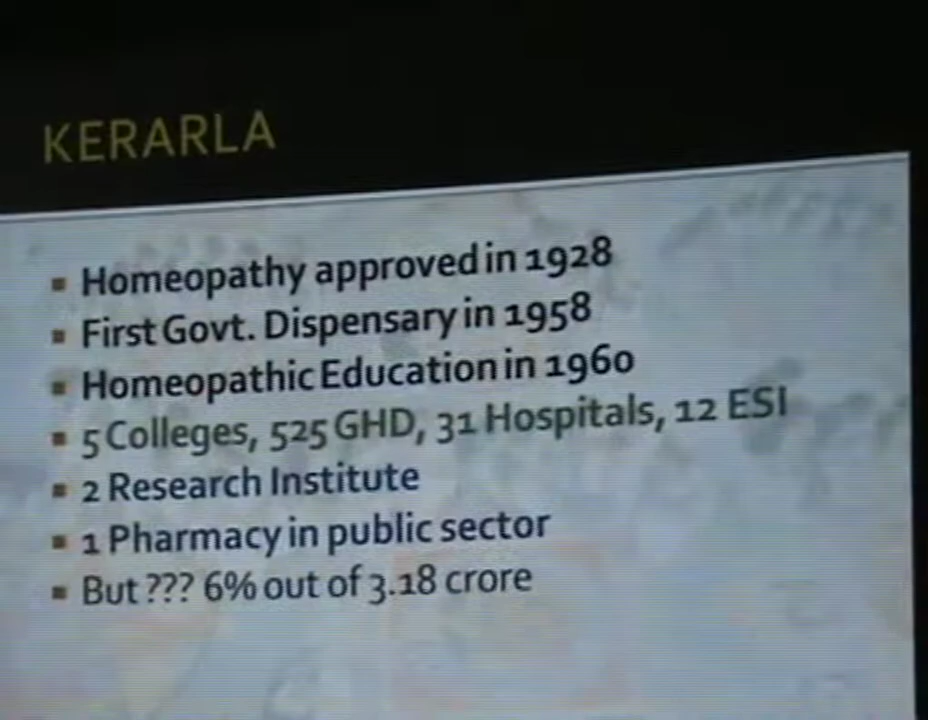 KERARLA
Homeopathy approved in 1928
First Govt. Dispensary in 1958
Homeopathic Education in 1960
5 Colleges, 525 GHD, 31 Hospitals, 12 ESI
2 Research Institute
1 Pharmacy in public sector
But ??? 6% out of 3.18 crore